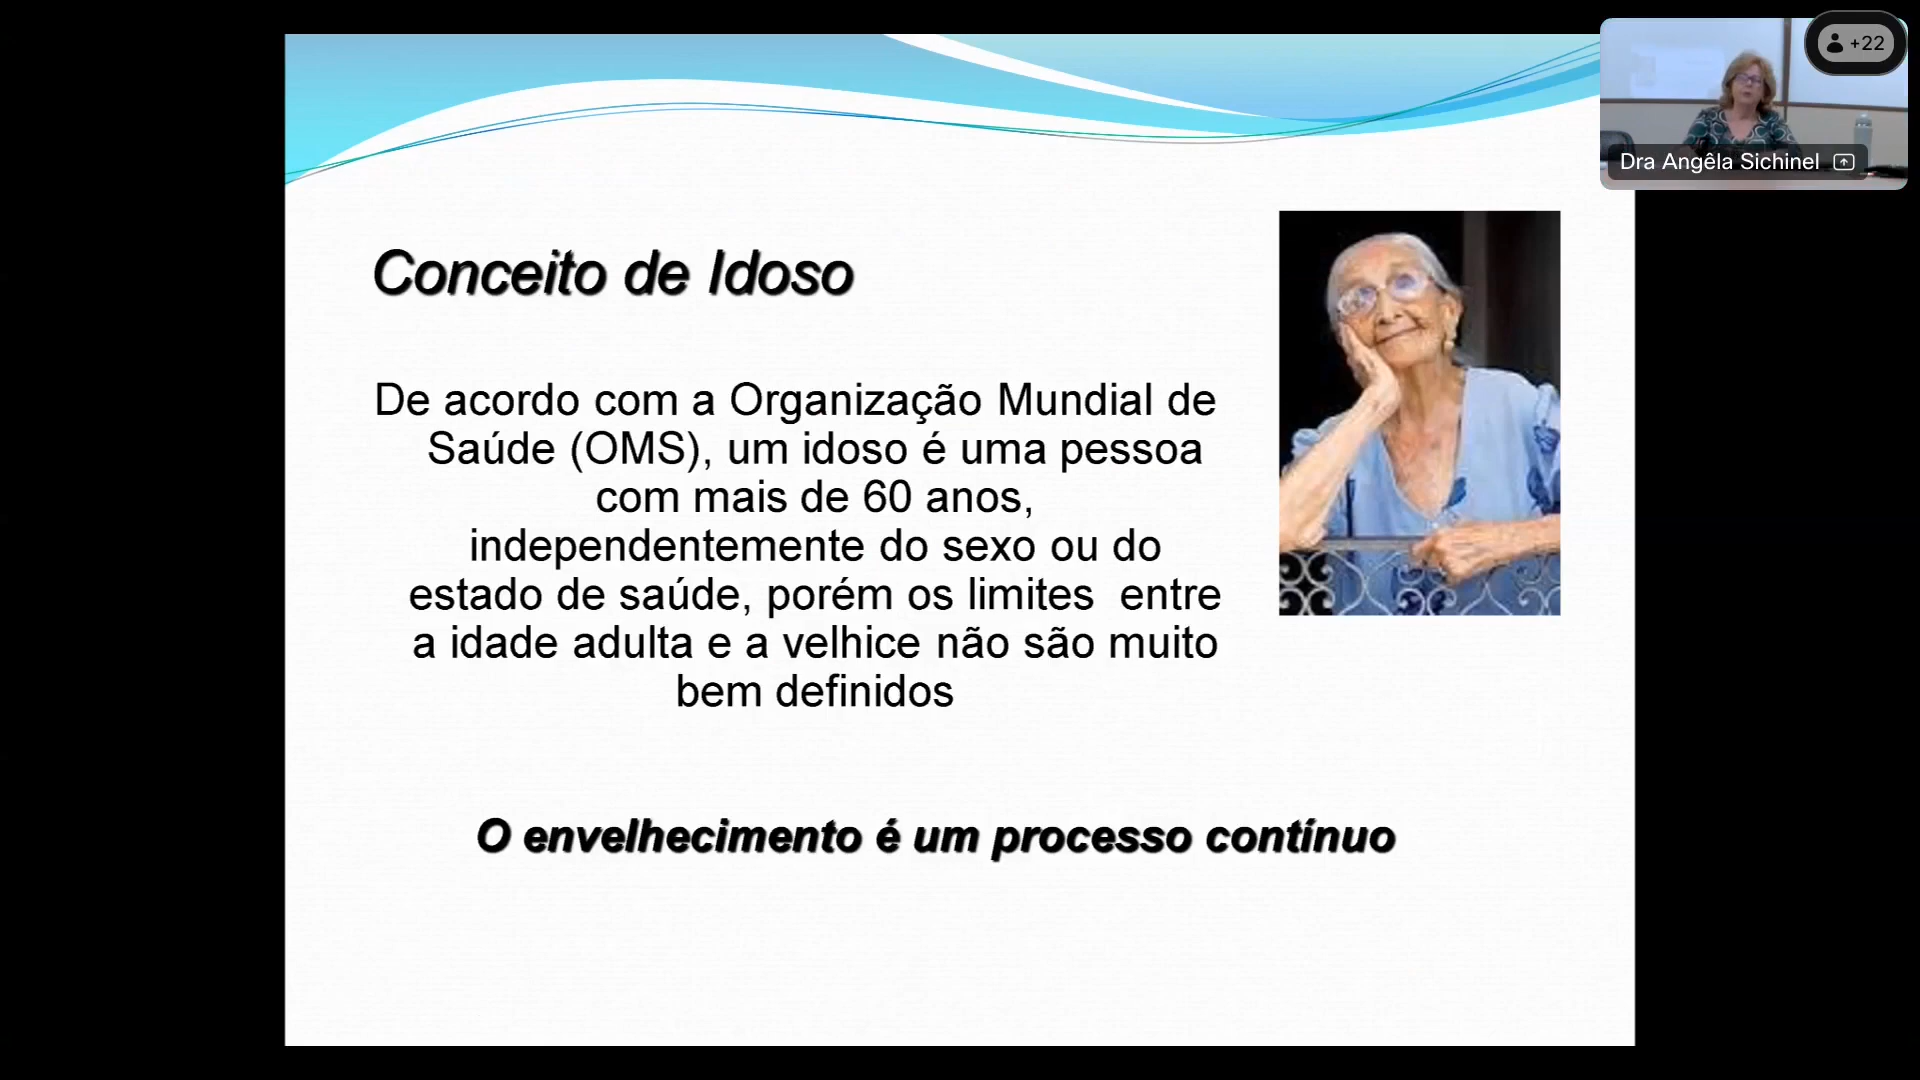 +22
Dra Angêla Sichinel
Conceito de Idoso
De acordo com a Organização Mundial de
Saúde (OMS), um idoso é uma pessoa
com mais de 60 anos,
independentemente do sexo ou do
estado de saúde, porém os limites  entre
a idade adulta e a velhice não são muito
bem definidos
O envelhecimento é um processo contínuo